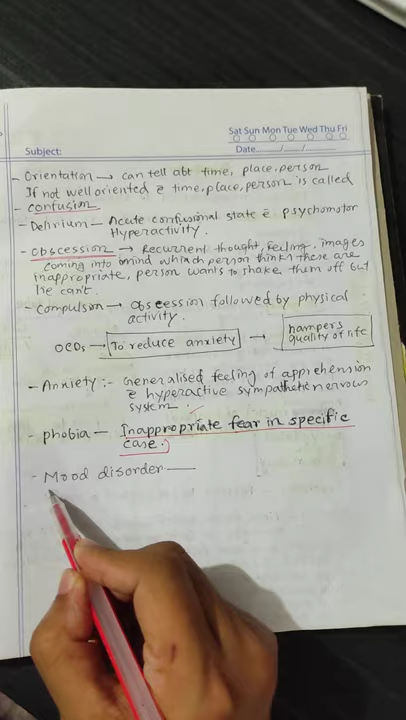 Sat Sun Mon Tue Wed Thu Fri
Subject: Date......../....../......
- Orientation → can tell abt time, place, person
If not well oriented c̄ time, place, person is called
- confusion
- Delirium - Acute confusional state c̄ psychomotor
Hyperactivity.
- obscession → Recurrent thought, feeling, images
coming into mind which person thinks these are
inappropriate, person wants to shake them off but
he can't.
- compulsion → obsession followed by physical
activity.
OCDs → To reduce anxiety → hampers
quality of life
- Anxiety :- Generalised feeling of apprehension
c̄ hyperactive sympathetic nervous
system.
- phobia - Inappropriate fear in specific
case.)
- Mood disorder -